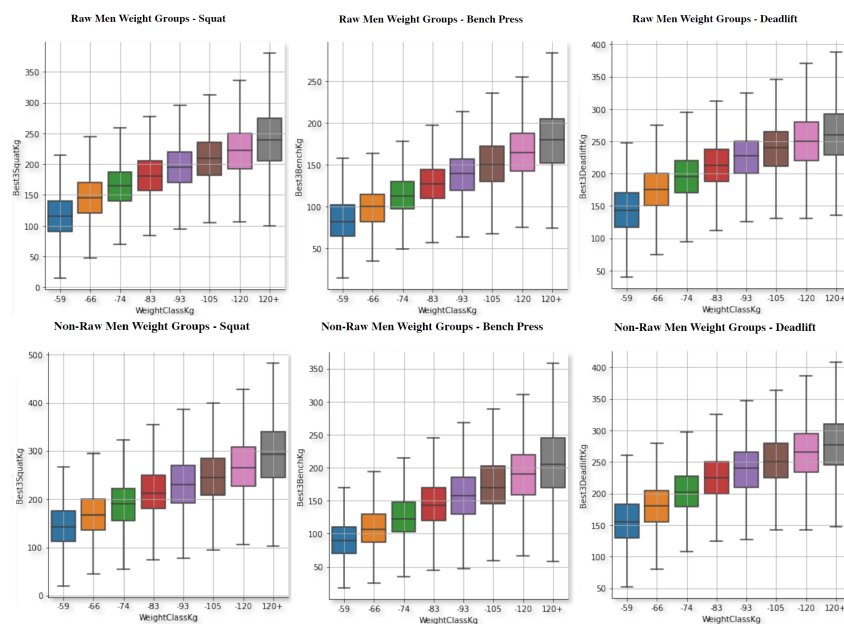 Raw Men Weight Groups - Squat
Raw Men Weight Groups - Bench Press
Raw Men Weight Groups - Deadlift
Best3SquatKg
350
300
250
200
150
100
50
0
-59 -66 -74 -83 -93 -105 -120 120+
WeightClassKg
Best3BenchKg
250
200
150
100
50
-59 -66 -74 -83 -93 -105 -120 120+
WeightClassKg
Best3DeadliftKg
400
350
300
250
200
150
100
50
-59 -66 -74 -83 -93 -105 -120 120+
WeightClassKg
Non-Raw Men Weight Groups - Squat
Non-Raw Men Weight Groups - Bench Press
Non-Raw Men Weight Groups - Deadlift
Best3SquatKg
500
400
300
200
100
0
-59 -66 -74 -83 -93 -105 -120 120+
WeightClassKg
Best3BenchKg
350
300
250
200
150
100
50
-59 -66 -74 -83 -93 -105 -120 120+
WeightClassKg
Best3DeadliftKg
400
350
300
250
200
150
100
50
-59 -66 -74 -83 -93 -105 -120 120+
WeightClassKg